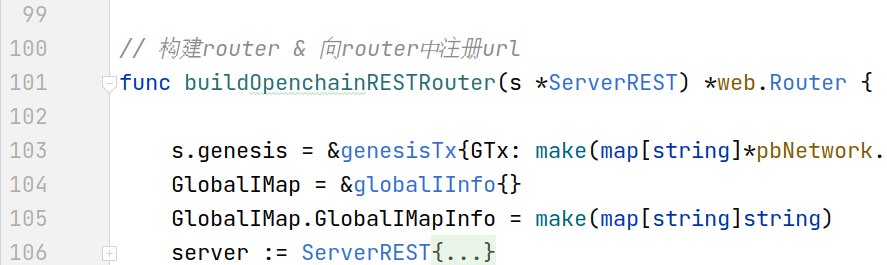 99
100 // 构建router & 向router中注册url
101 func buildOpenchainRESTRouter(s *ServerREST) *web.Router {
102
103 s.genesis = &genesisTx{GTx: make(map[string]*pbNetwork.
104 GlobalIMap = &globalIInfo{}
105 GlobalIMap.GlobalIMapInfo = make(map[string]string)
106 server := ServerREST{...}